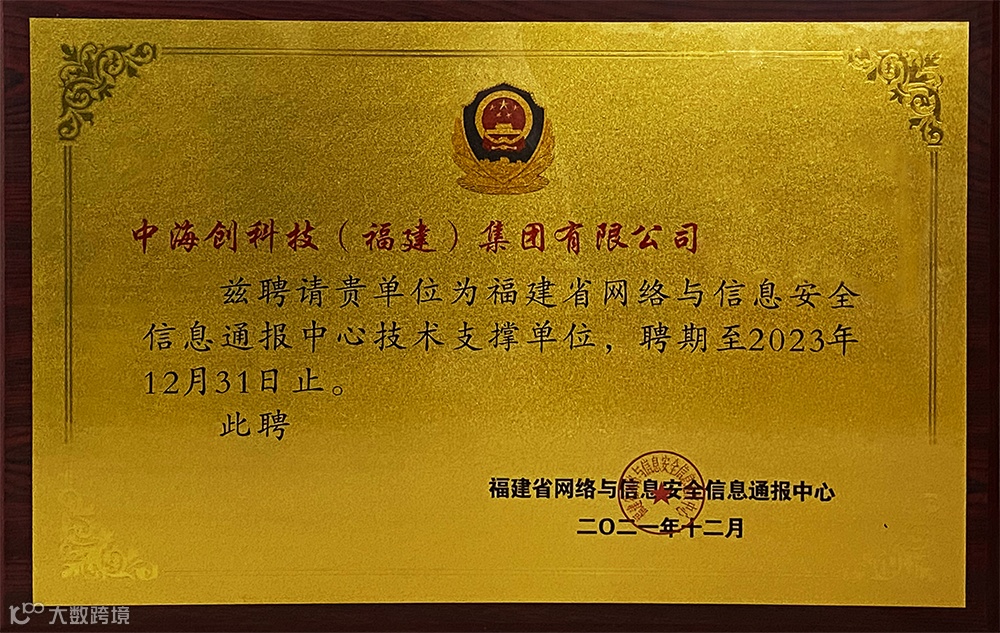 中海创科技（福建）集团有限公司
兹聘请贵单位为福建省网络与信息安全
信息通报中心技术支撑单位，聘期至2023年
12月31日止。
此聘
福建省网络与信息安全信息通报中心
二〇二一年十二月
大数跨境